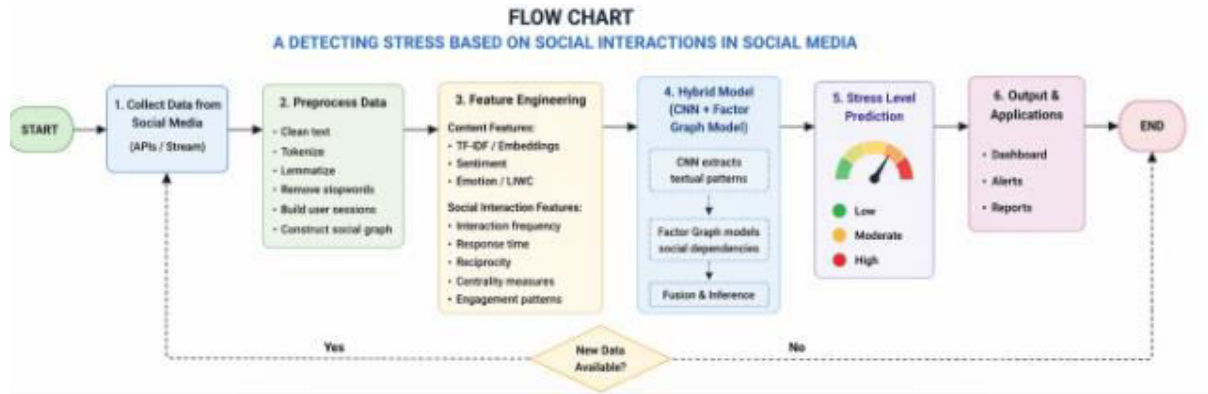 FLOW CHART
A DETECTING STRESS BASED ON SOCIAL INTERACTIONS IN SOCIAL MEDIA
START
1. Collect Data from
Social Media
(APIs / Stream)
2. Preprocess Data
• Clean text
• Tokenize
• Lemmatize
• Remove stopwords
• Build user sessions
• Construct social graph
3. Feature Engineering
Content Features:
• TF-IDF / Embeddings
• Sentiment
• Emotion / LIWC
Social Interaction Features:
• Interaction frequency
• Response time
• Reciprocity
• Centrality measures
• Engagement patterns
4. Hybrid Model
(CNN + Factor
Graph Model)
CNN extracts
textual patterns
Factor Graph models
social dependencies
Fusion & Inference
5. Stress Level
Prediction
Low
Moderate
High
6. Output &
Applications
• Dashboard
• Alerts
• Reports
END
Yes
New Data
Available?
No